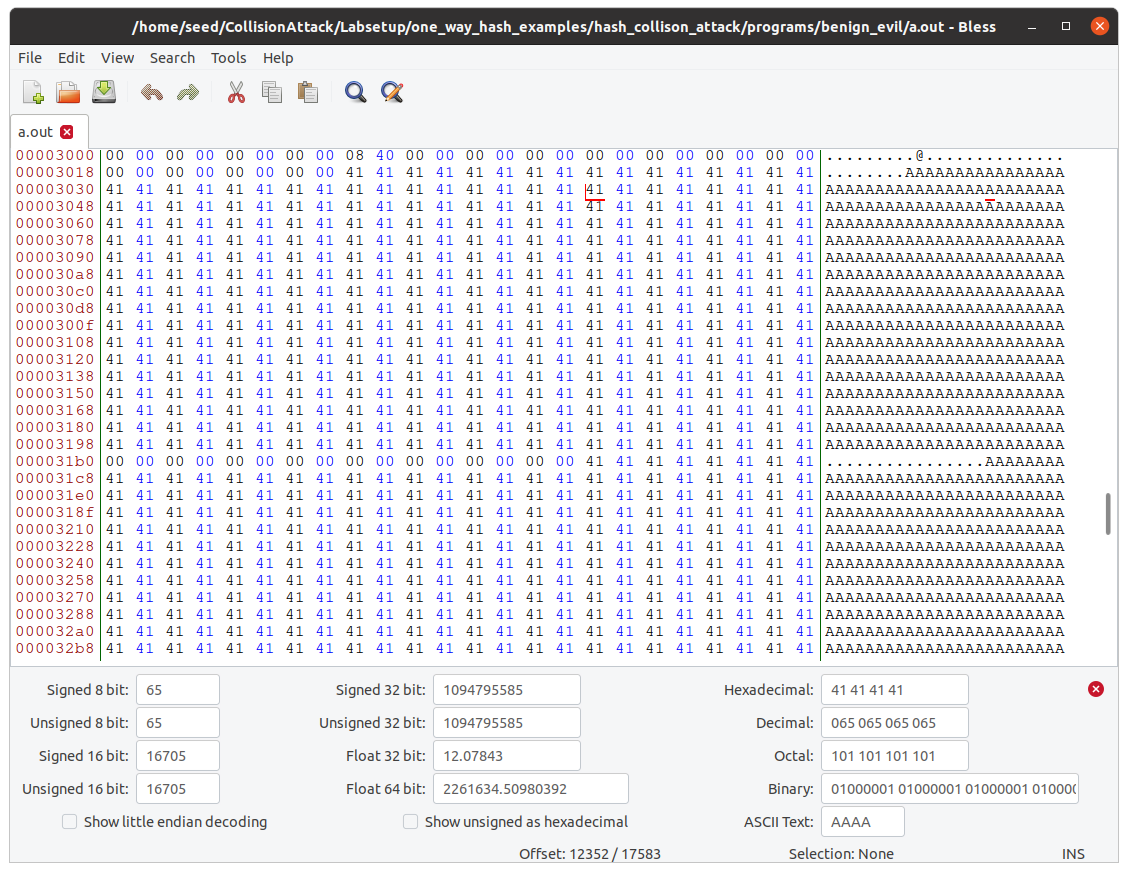 /home/seed/CollisionAttack/Labsetup/one_way_hash_examples/hash_collison_attack/programs/benign_evil/a.out - Bless
File Edit View Search Tools Help
a.out
00003000 00 00 00 00 00 00 00 00 08 40 00 00 00 00 00 00 00 00 00 00 00 00 00 00 .........@..............
00003018 00 00 00 00 00 00 00 00 41 41 41 41 41 41 41 41 41 41 41 41 41 41 41 41 ........AAAAAAAAAAAAAAAA
00003030 41 41 41 41 41 41 41 41 41 41 41 41 41 41 41 41 41 41 41 41 41 41 41 41 AAAAAAAAAAAAAAAAAAAAAAAA
00003048 41 41 41 41 41 41 41 41 41 41 41 41 41 41 41 41 41 41 41 41 41 41 41 41 AAAAAAAAAAAAAAAAAAAAAAAA
00003060 41 41 41 41 41 41 41 41 41 41 41 41 41 41 41 41 41 41 41 41 41 41 41 41 AAAAAAAAAAAAAAAAAAAAAAAA
00003078 41 41 41 41 41 41 41 41 41 41 41 41 41 41 41 41 41 41 41 41 41 41 41 41 AAAAAAAAAAAAAAAAAAAAAAAA
00003090 41 41 41 41 41 41 41 41 41 41 41 41 41 41 41 41 41 41 41 41 41 41 41 41 AAAAAAAAAAAAAAAAAAAAAAAA
000030a8 41 41 41 41 41 41 41 41 41 41 41 41 41 41 41 41 41 41 41 41 41 41 41 41 AAAAAAAAAAAAAAAAAAAAAAAA
000030c0 41 41 41 41 41 41 41 41 41 41 41 41 41 41 41 41 41 41 41 41 41 41 41 41 AAAAAAAAAAAAAAAAAAAAAAAA
000030d8 41 41 41 41 41 41 41 41 41 41 41 41 41 41 41 41 41 41 41 41 41 41 41 41 AAAAAAAAAAAAAAAAAAAAAAAA
0000300f 41 41 41 41 41 41 41 41 41 41 41 41 41 41 41 41 41 41 41 41 41 41 41 41 AAAAAAAAAAAAAAAAAAAAAAAA
00003108 41 41 41 41 41 41 41 41 41 41 41 41 41 41 41 41 41 41 41 41 41 41 41 41 AAAAAAAAAAAAAAAAAAAAAAAA
00003120 41 41 41 41 41 41 41 41 41 41 41 41 41 41 41 41 41 41 41 41 41 41 41 41 AAAAAAAAAAAAAAAAAAAAAAAA
00003138 41 41 41 41 41 41 41 41 41 41 41 41 41 41 41 41 41 41 41 41 41 41 41 41 AAAAAAAAAAAAAAAAAAAAAAAA
00003150 41 41 41 41 41 41 41 41 41 41 41 41 41 41 41 41 41 41 41 41 41 41 41 41 AAAAAAAAAAAAAAAAAAAAAAAA
00003168 41 41 41 41 41 41 41 41 41 41 41 41 41 41 41 41 41 41 41 41 41 41 41 41 AAAAAAAAAAAAAAAAAAAAAAAA
00003180 41 41 41 41 41 41 41 41 41 41 41 41 41 41 41 41 41 41 41 41 41 41 41 41 AAAAAAAAAAAAAAAAAAAAAAAA
00003198 41 41 41 41 41 41 41 41 41 41 41 41 41 41 41 41 41 41 41 41 41 41 41 41 AAAAAAAAAAAAAAAAAAAAAAAA
000031b0 00 00 00 00 00 00 00 00 00 00 00 00 00 00 00 00 41 41 41 41 41 41 41 41 ................AAAAAAAA
000031c8 41 41 41 41 41 41 41 41 41 41 41 41 41 41 41 41 41 41 41 41 41 41 41 41 AAAAAAAAAAAAAAAAAAAAAAAA
000031e0 41 41 41 41 41 41 41 41 41 41 41 41 41 41 41 41 41 41 41 41 41 41 41 41 AAAAAAAAAAAAAAAAAAAAAAAA
0000318f 41 41 41 41 41 41 41 41 41 41 41 41 41 41 41 41 41 41 41 41 41 41 41 41 AAAAAAAAAAAAAAAAAAAAAAAA
00003210 41 41 41 41 41 41 41 41 41 41 41 41 41 41 41 41 41 41 41 41 41 41 41 41 AAAAAAAAAAAAAAAAAAAAAAAA
00003228 41 41 41 41 41 41 41 41 41 41 41 41 41 41 41 41 41 41 41 41 41 41 41 41 AAAAAAAAAAAAAAAAAAAAAAAA
00003240 41 41 41 41 41 41 41 41 41 41 41 41 41 41 41 41 41 41 41 41 41 41 41 41 AAAAAAAAAAAAAAAAAAAAAAAA
00003258 41 41 41 41 41 41 41 41 41 41 41 41 41 41 41 41 41 41 41 41 41 41 41 41 AAAAAAAAAAAAAAAAAAAAAAAA
00003270 41 41 41 41 41 41 41 41 41 41 41 41 41 41 41 41 41 41 41 41 41 41 41 41 AAAAAAAAAAAAAAAAAAAAAAAA
00003288 41 41 41 41 41 41 41 41 41 41 41 41 41 41 41 41 41 41 41 41 41 41 41 41 AAAAAAAAAAAAAAAAAAAAAAAA
000032a0 41 41 41 41 41 41 41 41 41 41 41 41 41 41 41 41 41 41 41 41 41 41 41 41 AAAAAAAAAAAAAAAAAAAAAAAA
000032b8 41 41 41 41 41 41 41 41 41 41 41 41 41 41 41 41 41 41 41 41 41 41 41 41 AAAAAAAAAAAAAAAAAAAAAAAA
Signed 8 bit: 65 Signed 32 bit: 1094795585 Hexadecimal: 41 41 41 41
Unsigned 8 bit: 65 Unsigned 32 bit: 1094795585 Decimal: 065 065 065 065
Signed 16 bit: 16705 Float 32 bit: 12.07843 Octal: 101 101 101 101
Unsigned 16 bit: 16705 Float 64 bit: 2261634.50980392 Binary: 01000001 01000001 01000001 01000
Show little endian decoding Show unsigned as hexadecimal ASCII Text: AAAA
Offset: 12352 / 17583 Selection: None INS